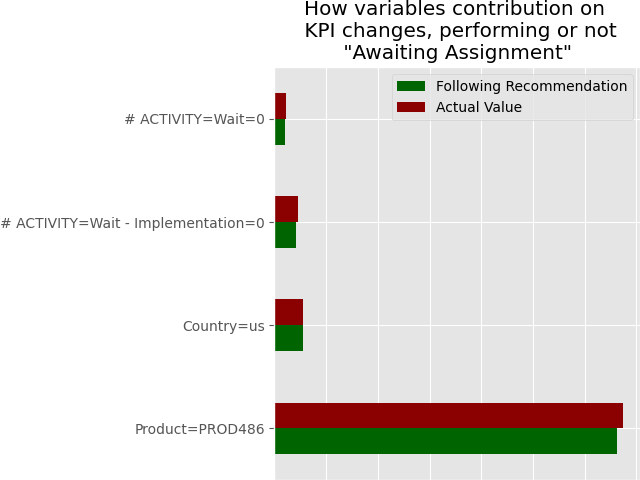 How variables contribution on
KPI changes, performing or not
"Awaiting Assignment"
Following Recommendation
Actual Value
# ACTIVITY=Wait=0
# ACTIVITY=Wait - Implementation=0
Country=us
Product=PROD486